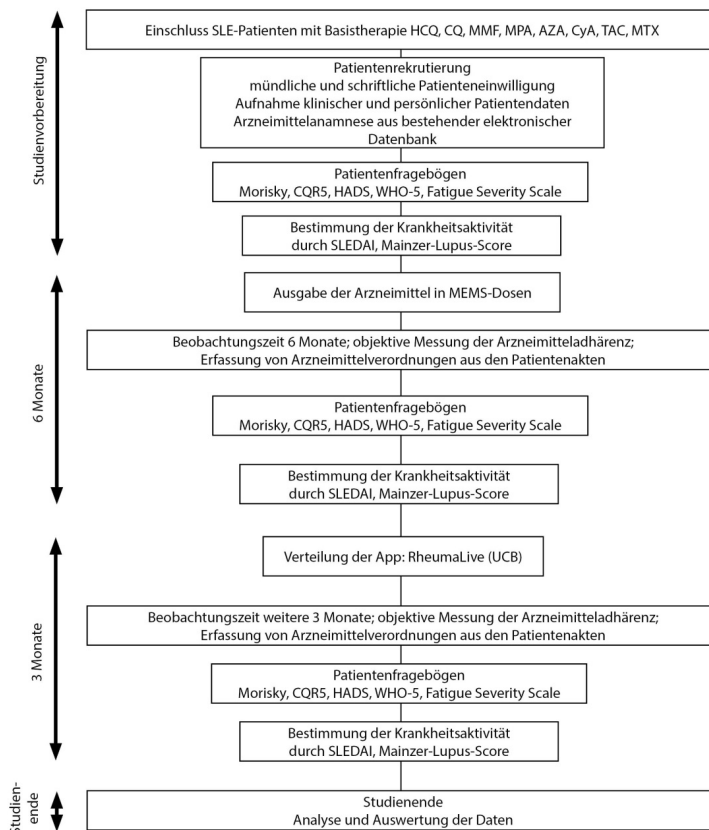 Einschluss SLE-Patienten mit Basistherapie HCQ, CQ, MMF, MPA, AZA, CyA, TAC, MTX
Studienvorbereitung
Patientenrekrutierung
mündliche und schriftliche Patienteneinwilligung
Aufnahme klinischer und persönlicher Patientendaten
Arzneimittelanamnese aus bestehender elektronischer
Datenbank
Patientenfragebögen
Morisky, CQR5, HADS, WHO-5, Fatigue Severity Scale
Bestimmung der Krankheitsaktivität
durch SLEDAI, Mainzer-Lupus-Score
6 Monate
Ausgabe der Arzneimittel in MEMS-Dosen
Beobachtungszeit 6 Monate; objektive Messung der Arzneimitteladhärenz;
Erfassung von Arzneimittelverordnungen aus den Patientenakten
Patientenfragebögen
Morisky, CQR5, HADS, WHO-5, Fatigue Severity Scale
Bestimmung der Krankheitsaktivität
durch SLEDAI, Mainzer-Lupus-Score
3 Monate
Verteilung der App: RheumaLive (UCB)
Beobachtungszeit weitere 3 Monate; objektive Messung der Arzneimitteladhärenz;
Erfassung von Arzneimittelverordnungen aus den Patientenakten
Patientenfragebögen
Morisky, CQR5, HADS, WHO-5, Fatigue Severity Scale
Bestimmung der Krankheitsaktivität
durch SLEDAI, Mainzer-Lupus-Score
Studien-
ende
Studienende
Analyse und Auswertung der Daten